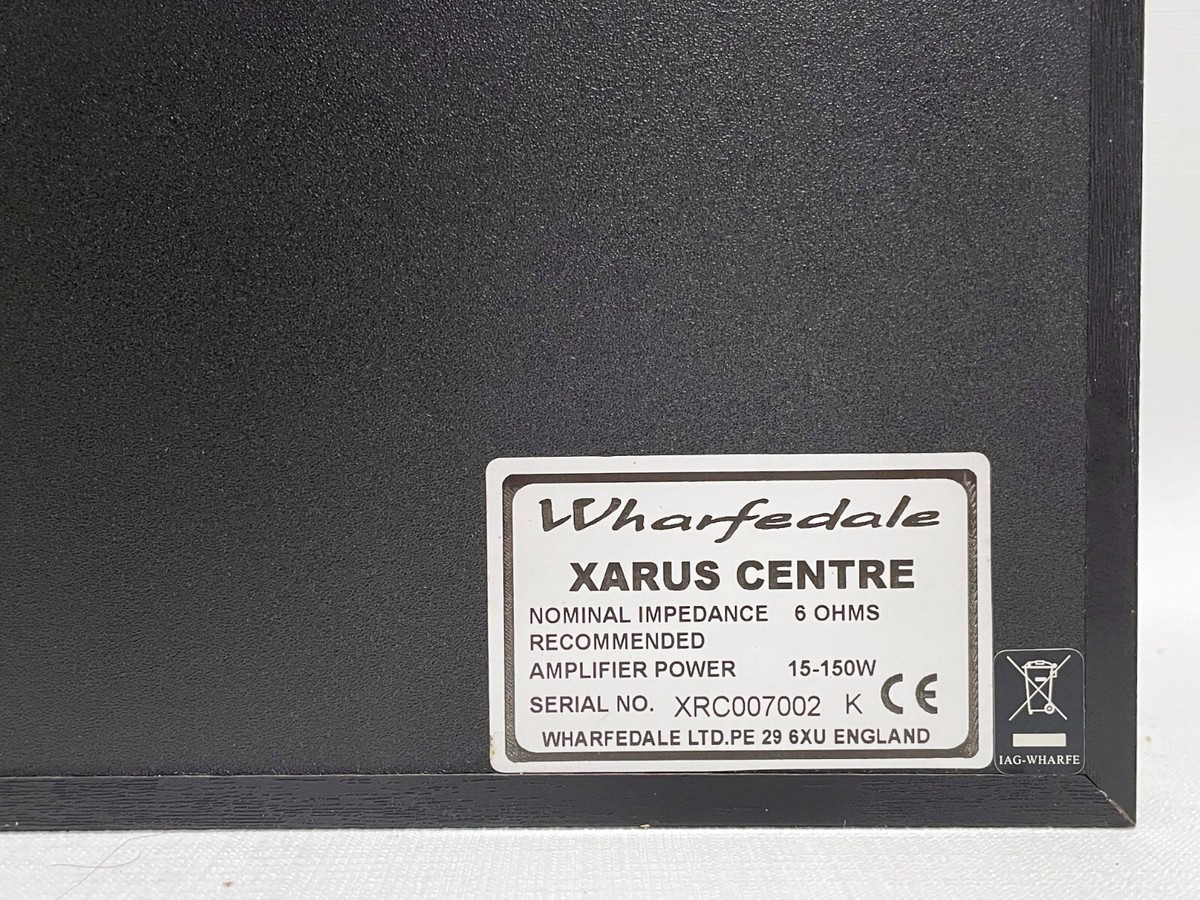 Wharfedale
XARUS CENTRE
NOMINAL IMPEDANCE 6 OHMS
RECOMMENDED
AMPLIFIER POWER 15-150W
CE
SERIAL NO. XRC007002 K
WHARFEDALE LTD.PE 29 6XU ENGLAND
IAG-WHARFE